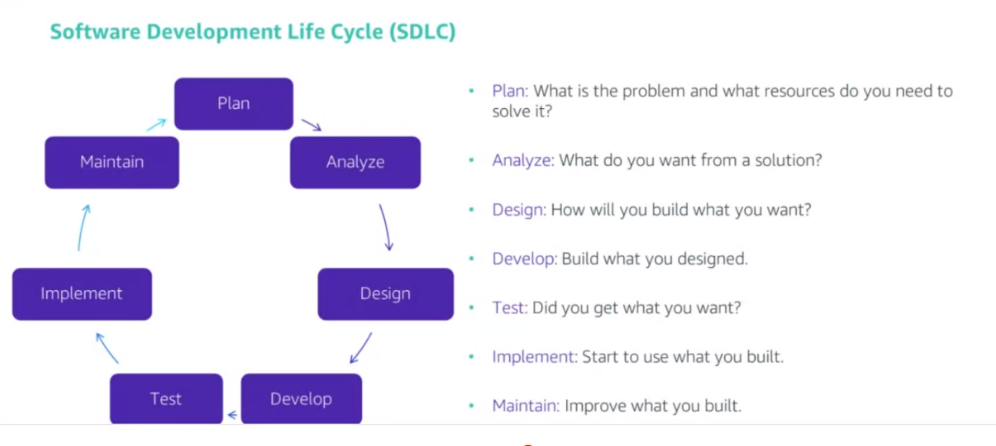 Software Development Life Cycle (SDLC)
Plan
Analyze
Design
Develop
Test
Implement
Maintain
• Plan: What is the problem and what resources do you need to
solve it?
• Analyze: What do you want from a solution?
• Design: How will you build what you want?
• Develop: Build what you designed.
• Test: Did you get what you want?
• Implement: Start to use what you built.
• Maintain: Improve what you built.